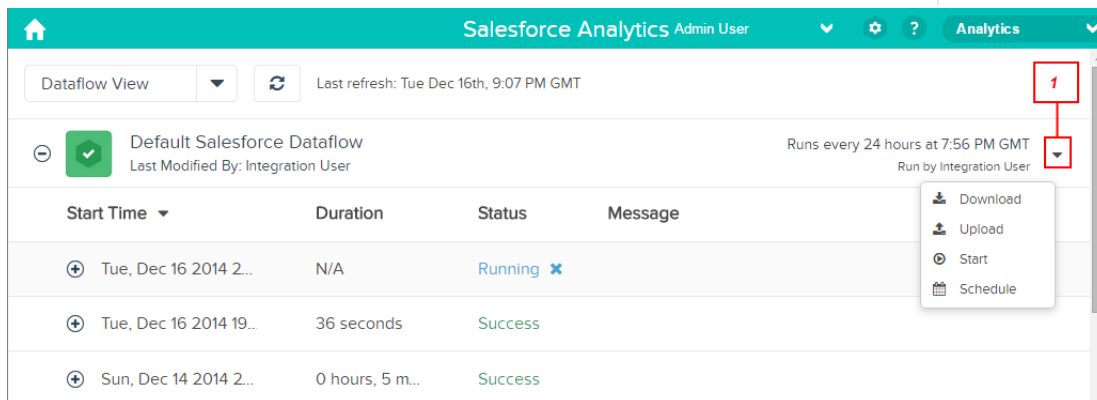 Salesforce Analytics Admin User ? Analytics
Dataflow View Last refresh: Tue Dec 16th, 9:07 PM GMT 1
Default Salesforce Dataflow Runs every 24 hours at 7:56 PM GMT
Last Modified By: Integration User Run by Integration User
Download
Upload
Start
Schedule
Start Time Duration Status Message
Tue, Dec 16 2014 2... N/A Running
Tue, Dec 16 2014 19... 36 seconds Success
Sun, Dec 14 2014 2... 0 hours, 5 m... Success